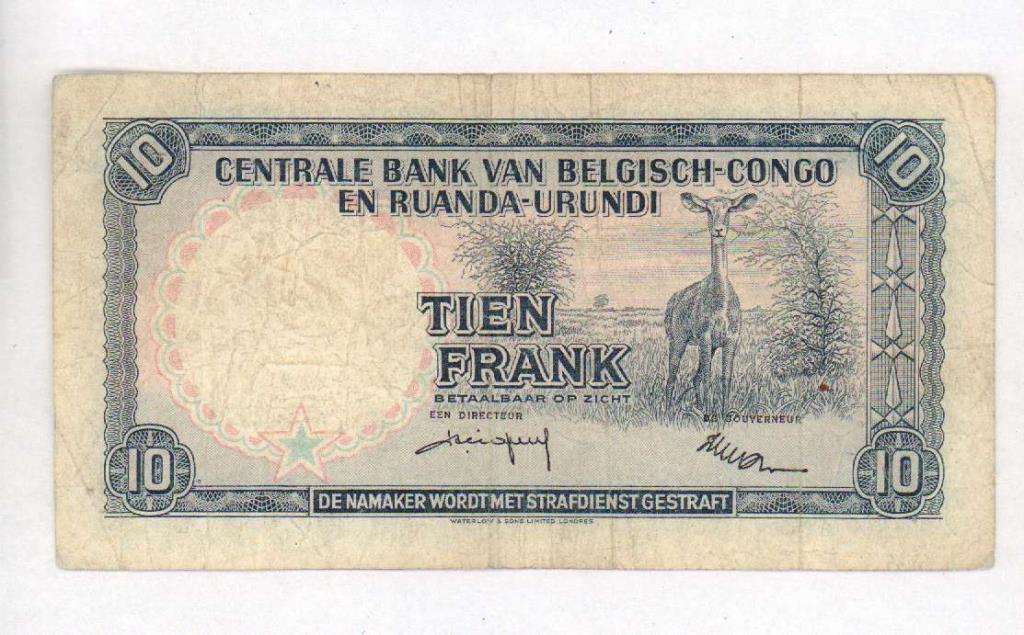 10
10
CENTRALE BANK VAN BELGISCH-CONGO
EN RUANDA-URUNDI
TIEN
FRANK
BETAALBAAR OP ZICHT
EEN DIRECTEUR
DE GOUVERNEUR
10
10
DE NAMAKER WORDT MET STRAFDIENST GESTRAFT
WATERLOW & SONS LIMITED LONDRES